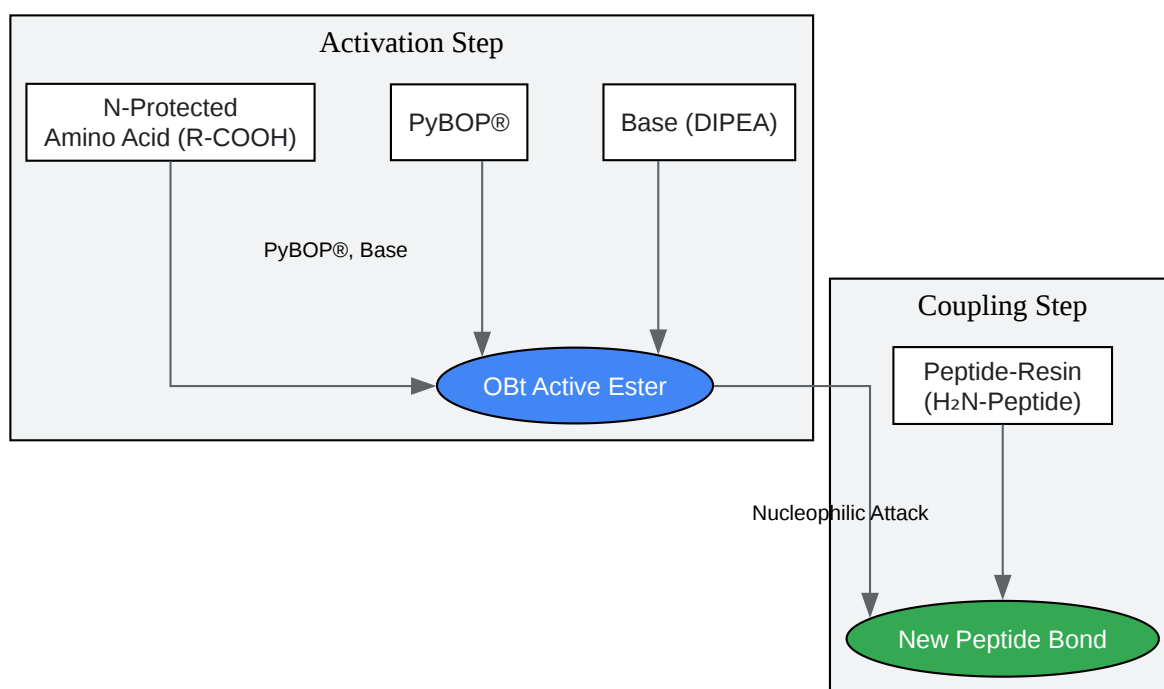 Activation Step
N-Protected
Amino Acid (R-COOH)
PyBOP®
Base (DIPEA)
PyBOP®, Base
OBt Active Ester
Coupling Step
Peptide-Resin
(H₂N-Peptide)
Nucleophilic Attack
New Peptide Bond